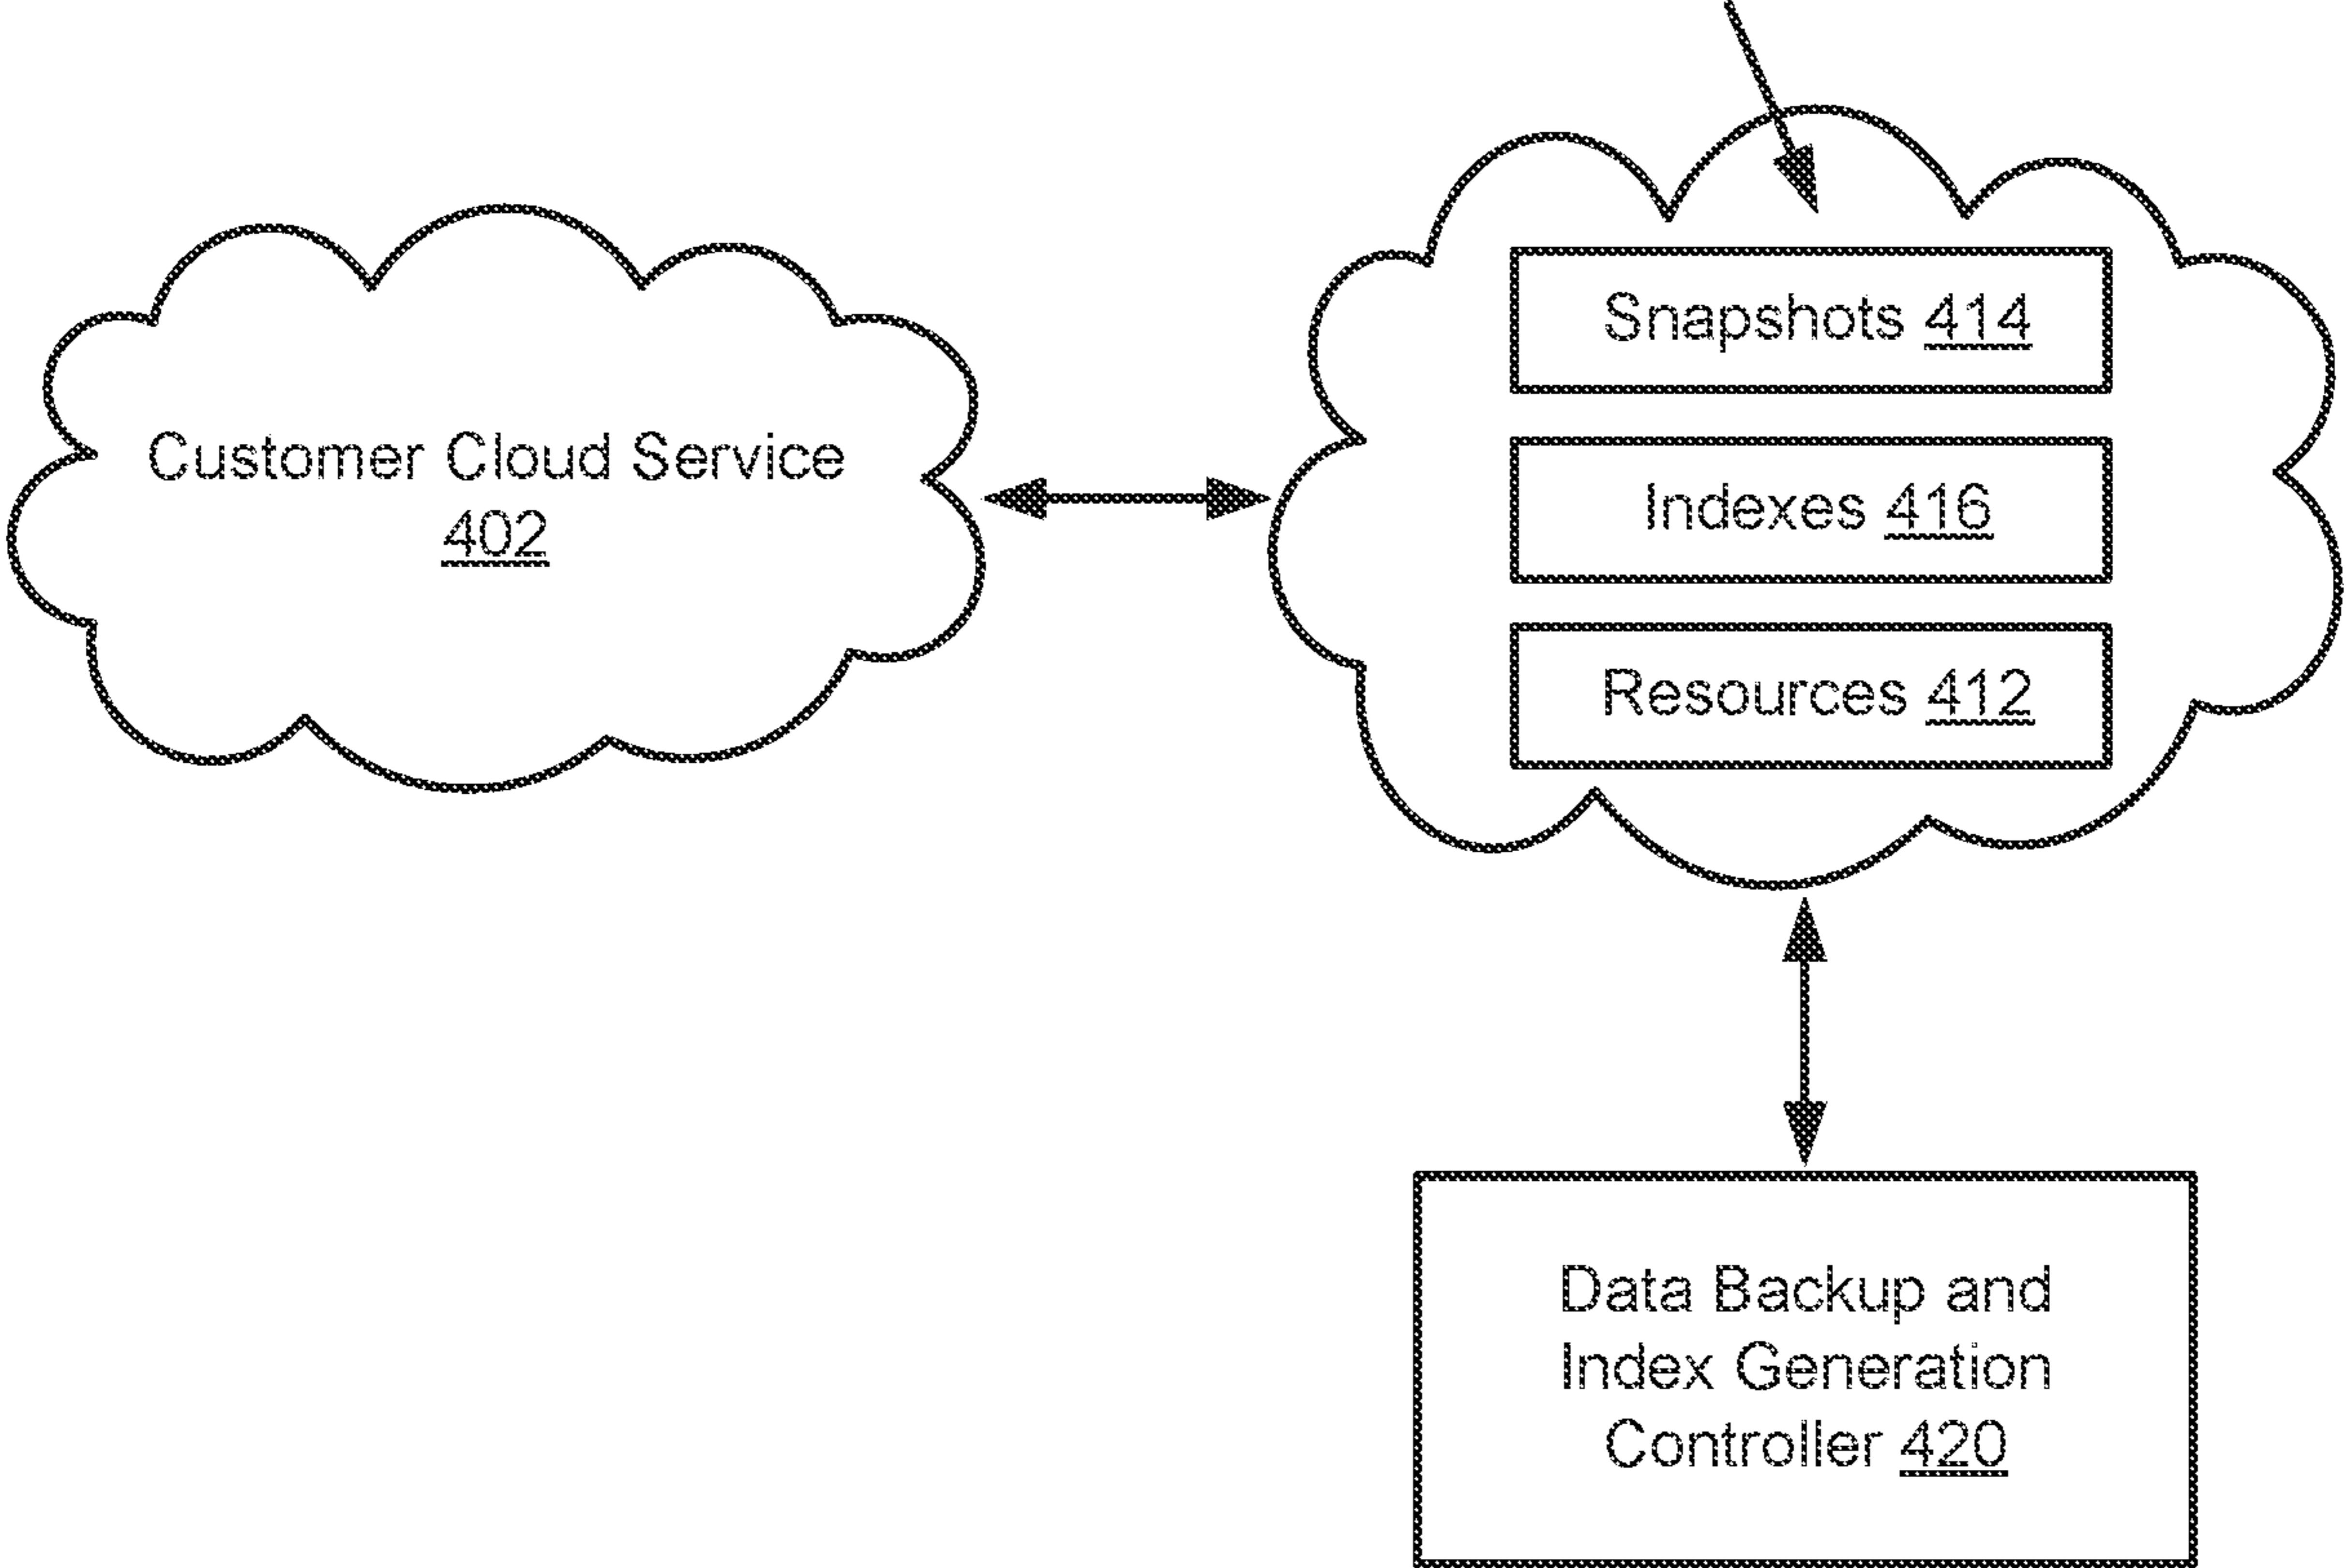 Customer Cloud Service
402
Snapshots 414
Indexes 416
Resources 412
Data Backup and
Index Generation
Controller 420